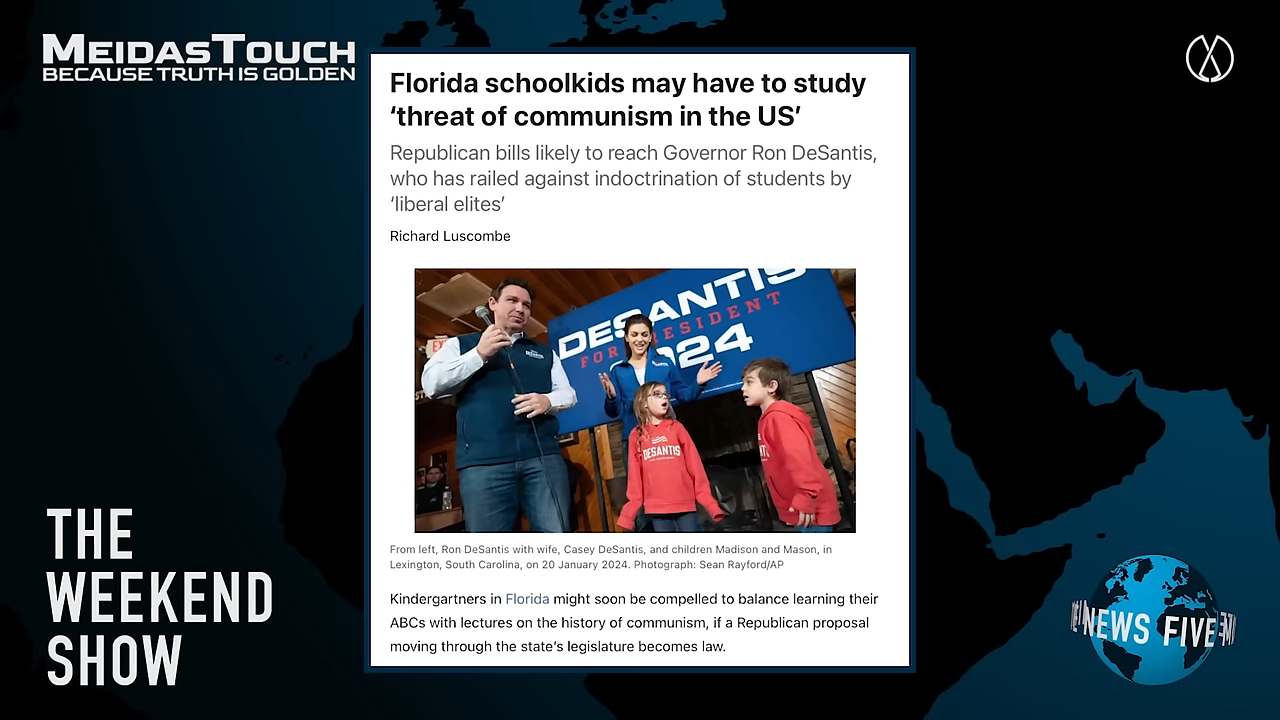 MEIDASTOUCH
BECAUSE TRUTH IS GOLDEN
Florida schoolkids may have to study
‘threat of communism in the US’
Republican bills likely to reach Governor Ron DeSantis,
who has railed against indoctrination of students by
‘liberal elites’
Richard Luscombe
DESANTIS
FOR PRESIDENT
2024
DESANTIS
From left, Ron DeSantis with wife, Casey DeSantis, and children Madison and Mason, in
Lexington, South Carolina, on 20 January 2024. Photograph: Sean Rayford/AP
Kindergartners in Florida might soon be compelled to balance learning their
ABCs with lectures on the history of communism, if a Republican proposal
moving through the state’s legislature becomes law.
THE
WEEKEND
SHOW
NEWS FIVE